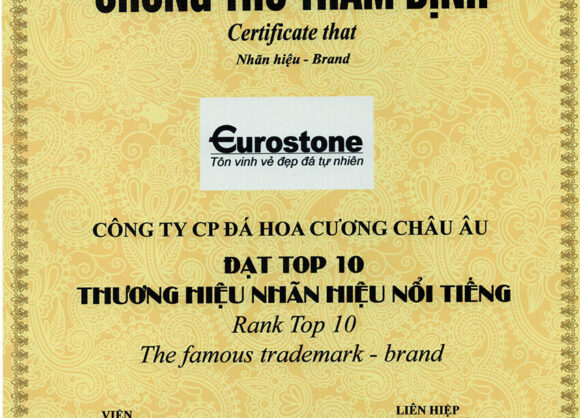 CHỨNG THƯ THẨM ĐỊNH
Certificate that
Nhãn hiệu - Brand
Eurostone
Tôn vinh vẻ đẹp đá tự nhiên
CÔNG TY CP ĐÁ HOA CƯƠNG CHÂU ÂU
ĐẠT TOP 10
THƯƠNG HIỆU NHÃN HIỆU NỔI TIẾNG
Rank Top 10
The famous trademark - brand
VIỆN
LIÊN HIỆP